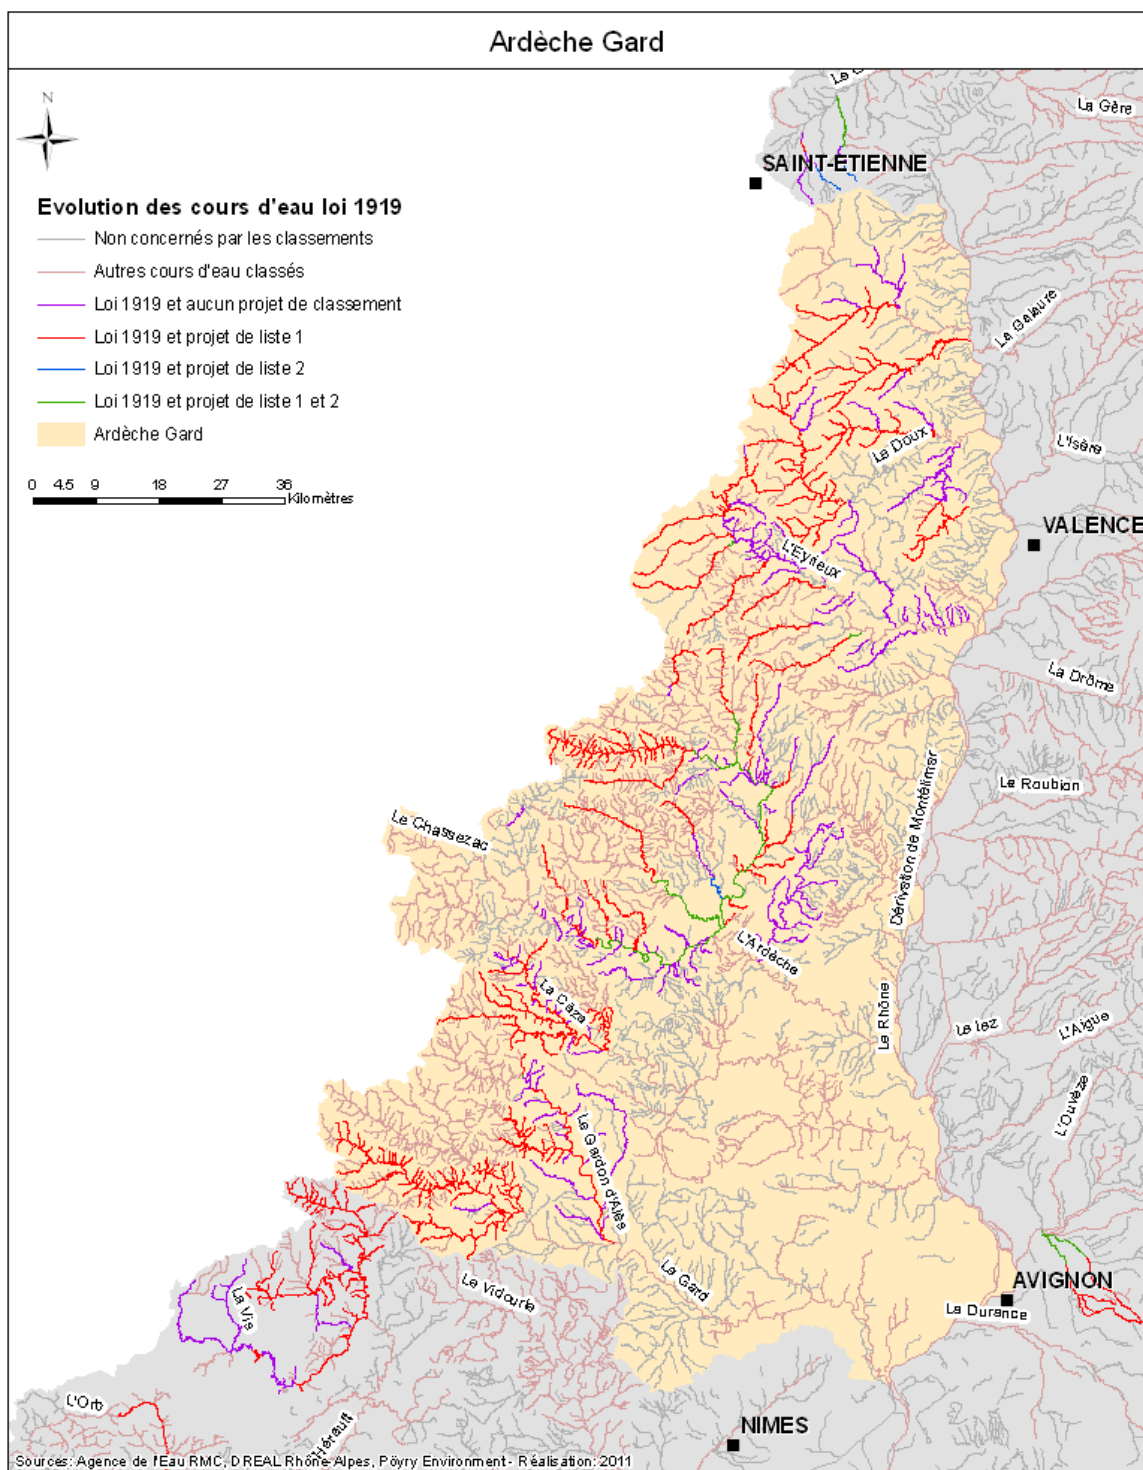 Ardèche Gard
N
La Gère
SAINT-ETIENNE
Evolution des cours d'eau loi 1919
Non concernés par les classements
Autres cours d'eau classés
Loi 1919 et aucun projet de classement
Loi 1919 et projet de liste 1
Loi 1919 et projet de liste 2
Loi 1919 et projet de liste 1 et 2
Ardèche Gard
0 4.5 9 18 27 36
Kilomètres
La Galaure
Le Doux
L'Isère
VALENCE
L'Eyrieux
La Drôme
Le Roubion
Dérivation de Montélimar
Le Chassezac
L'Ardèche
La Cèze
Le Rhône
Le lez
L'Aigue
L'Ouvèze
Le Gardon d'Alès
Le Gard
Le Vidourle
La Vis
AVIGNON
La Durance
L'Orb
L'Hérault
NIMES
Sources: Agence de l'Eau RMC, DREAL Rhône Alpes, Pöyry Environment - Réalisation: 2011